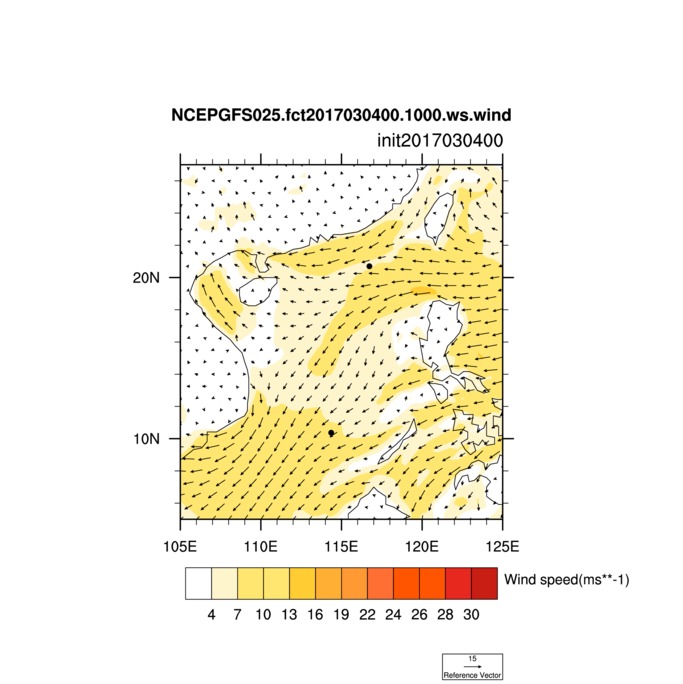 NCEPGFS025.fct2017030400.1000.ws.wind
init2017030400
20N
10N
105E 110E 115E 120E 125E
Wind speed(ms**-1)
4 7 10 13 16 19 22 24 26 28 30
15
Reference Vector